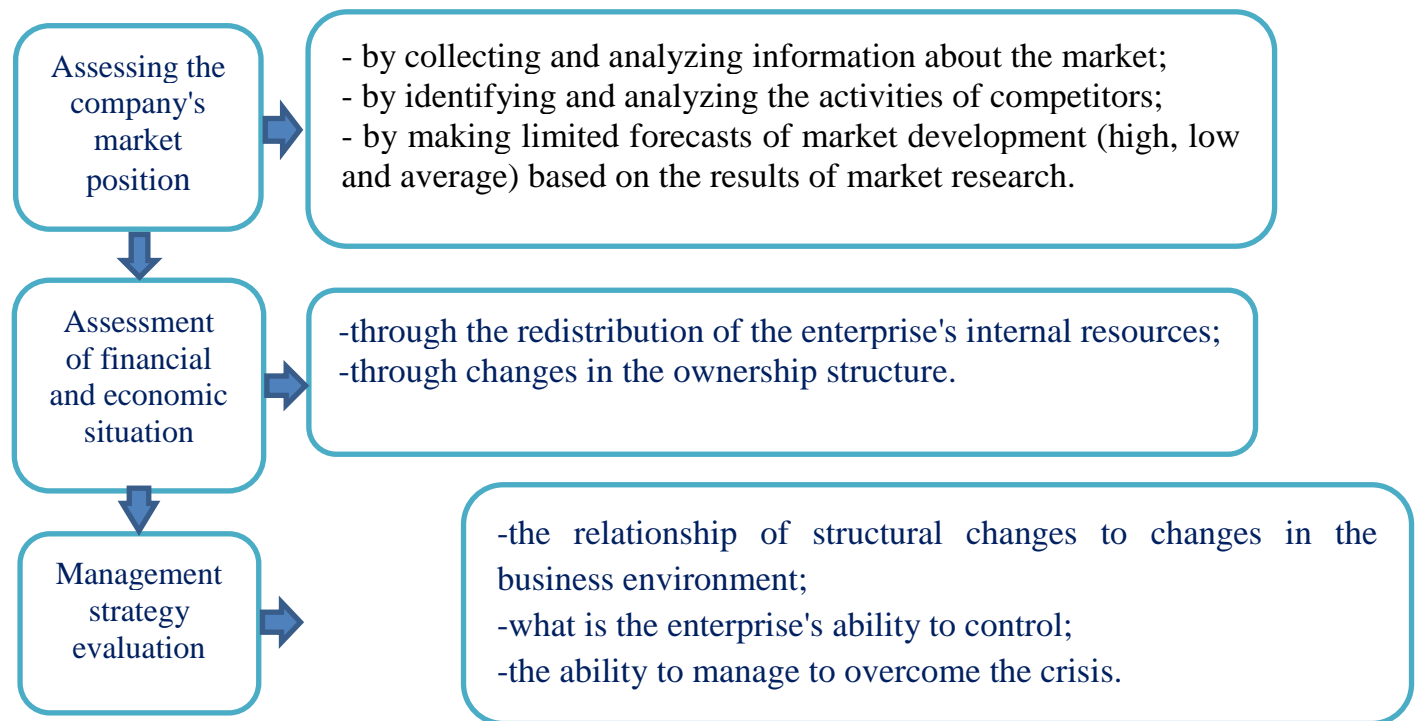 Assessing the
company's
market
position
- by collecting and analyzing information about the market;
- by identifying and analyzing the activities of competitors;
- by making limited forecasts of market development (high, low
and average) based on the results of market research.
Assessment
of financial
and economic
situation
-through the redistribution of the enterprise's internal resources;
-through changes in the ownership structure.
Management
strategy
evaluation
-the relationship of structural changes to changes in the
business environment;
-what is the enterprise's ability to control;
-the ability to manage to overcome the crisis.